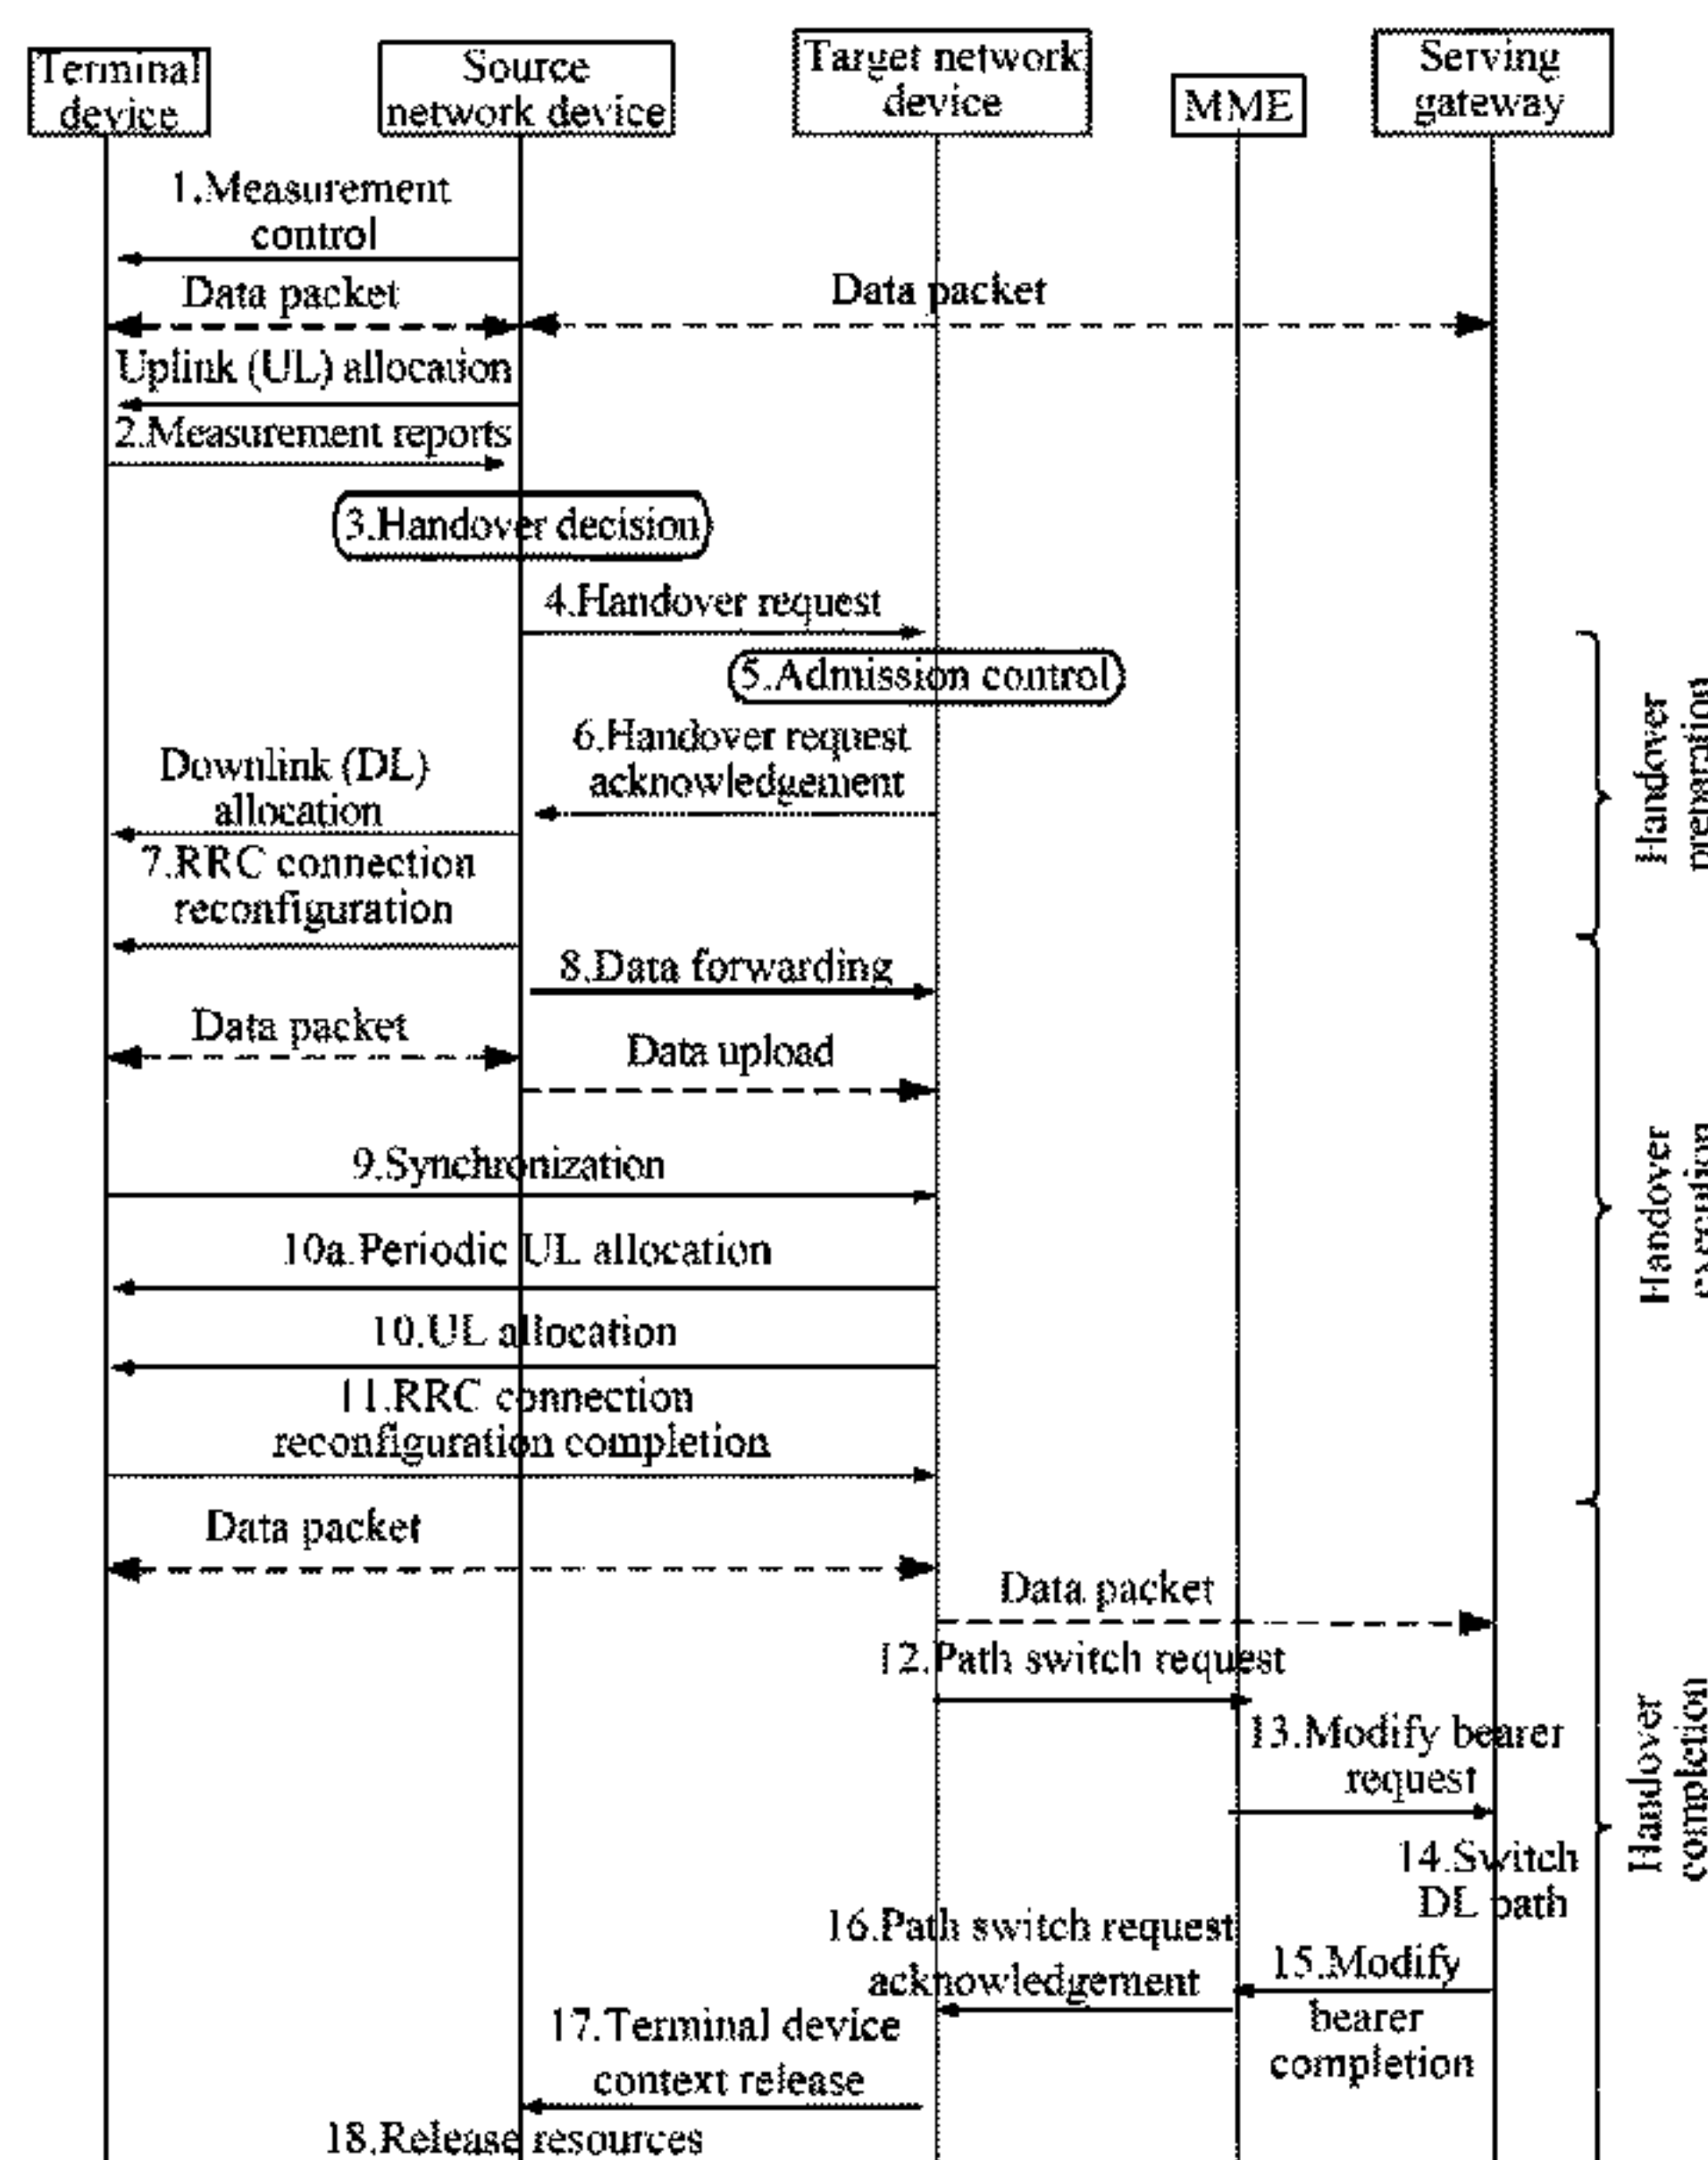 Terminal
device
Source
network device
Target network
device
MME
Serving
gateway
1.Measurement
control
Data packet
Data packet
Uplink (UL) allocation
2.Measurement reports
3.Handover decision
4.Handover request
5.Admission control
6.Handover request
acknowledgement
Downlink (DL)
allocation
7.RRC connection
reconfiguration
Handover
preparation
8.Data forwarding
Data packet
Data upload
9.Synchronization
10a.Periodic UL allocation
10.UL allocation
11.RRC connection
reconfiguration completion
Handover
Data packet
Data packet
12.Path switch request
13.Modify bearer
request
14.Switch
DL path
Handover
completion
16.Path switch request
acknowledgement
15.Modify
bearer
completion
17.Terminal device
context release
18.Release resources